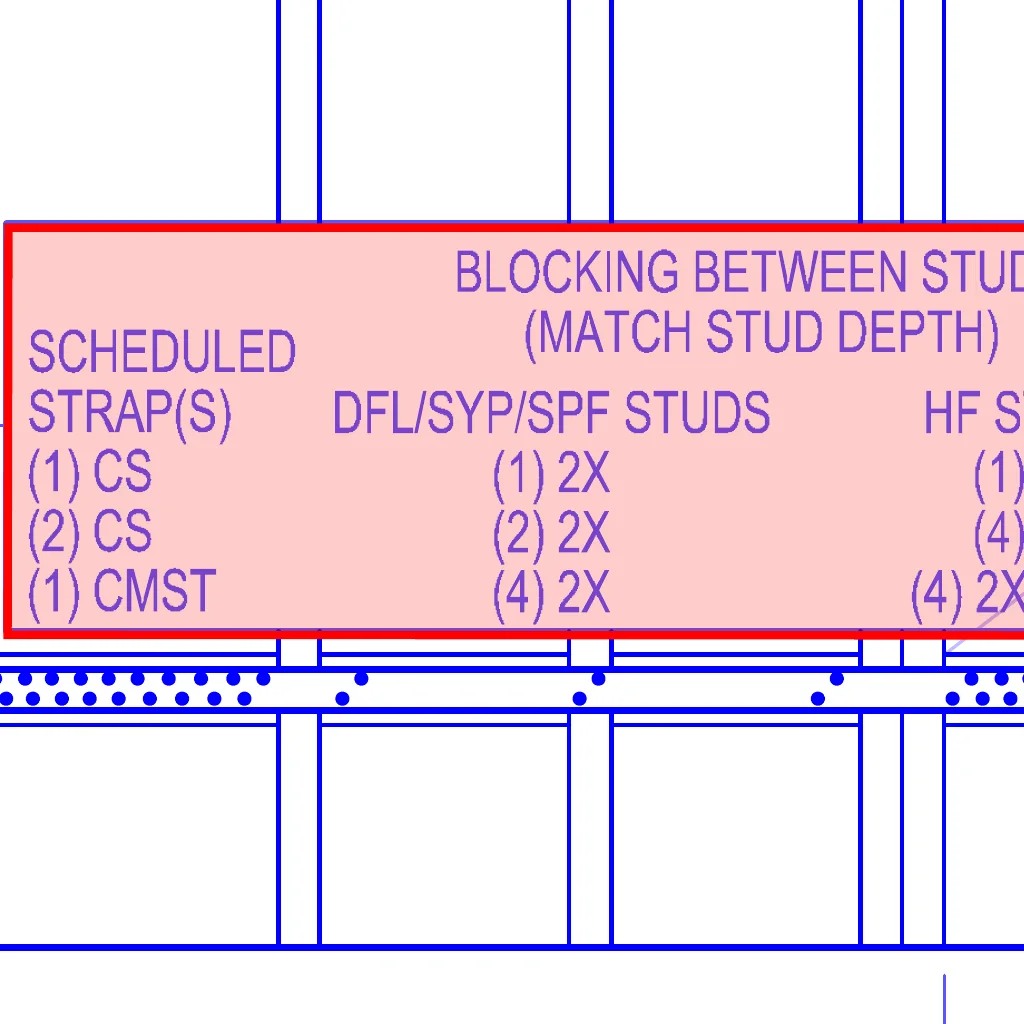 BLOCKING BETWEEN STUD
(MATCH STUD DEPTH)
SCHEDULED
STRAP(S) DFL/SYP/SPF STUDS HF
(1) CS (1) 2X (1)
(2) CS (2) 2X (4)
(1) CMST (4) 2X (4) 2X